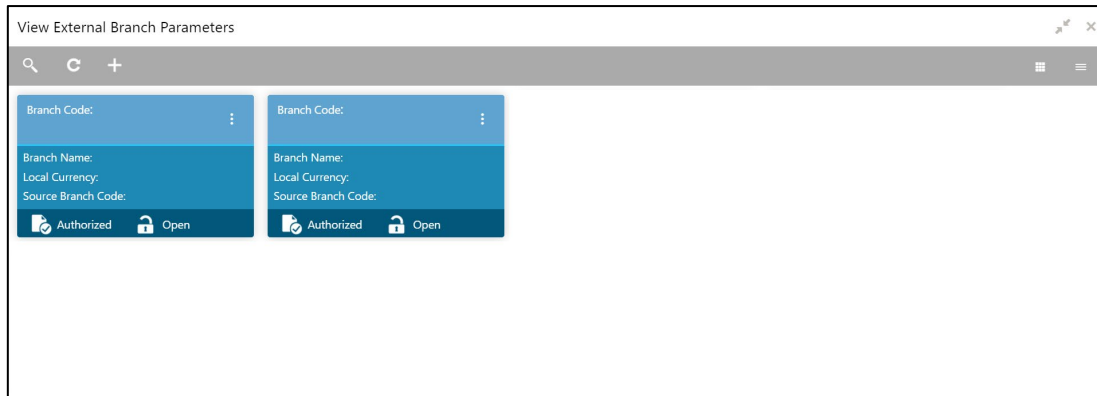 View External Branch Parameters
Branch Code:
Branch Name:
Local Currency:
Source Branch Code:
Authorized Open
Branch Code:
Branch Name:
Local Currency:
Source Branch Code:
Authorized Open